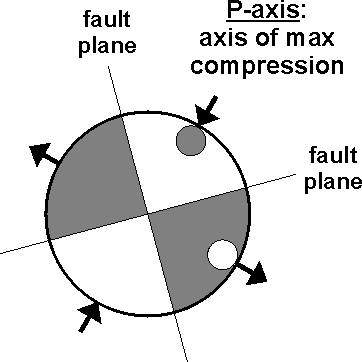 fault
plane
P-axis:
axis of max
compression
fault
plane